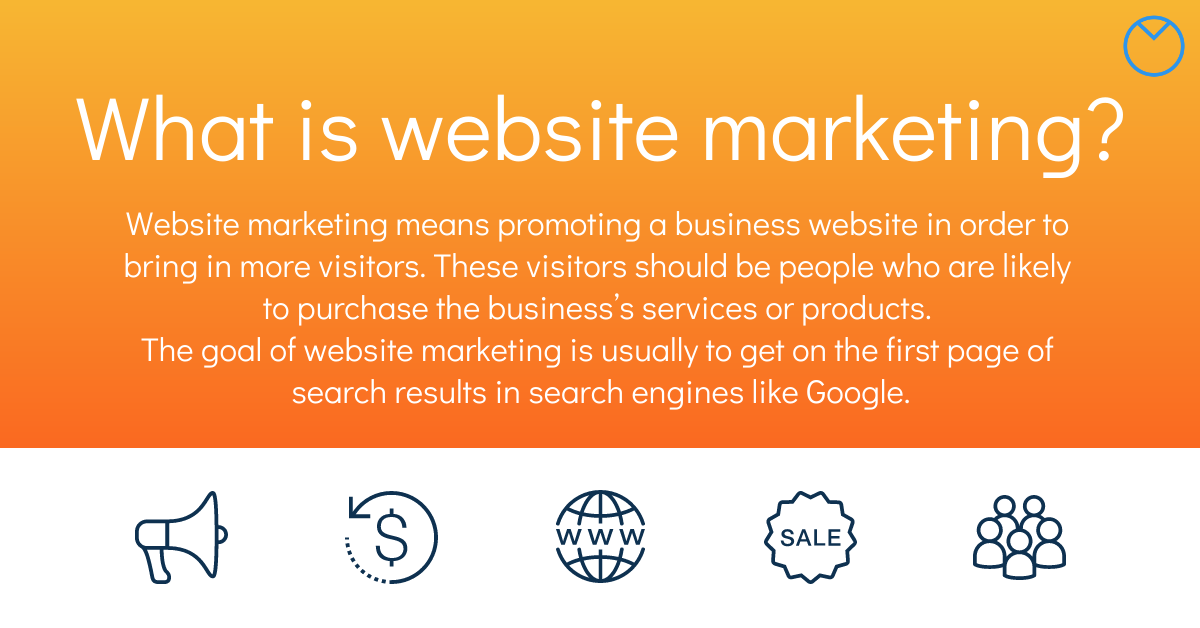 What is website marketing?
Website marketing means promoting a business website in order to
bring in more visitors. These visitors should be people who are likely
to purchase the business’s services or products.
The goal of website marketing is usually to get on the first page of
search results in search engines like Google.
$
WWW
SALE